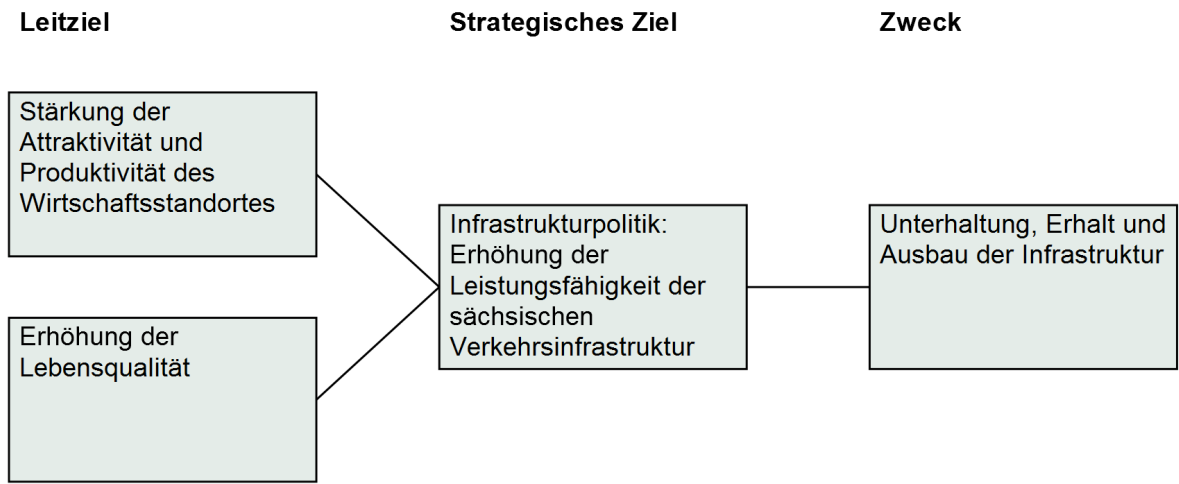 Leitziel
Strategisches Ziel
Zweck
Stärkung der
Attraktivität und
Produktivität des
Wirtschaftsstandortes
Erhöhung der
Lebensqualität
Infrastrukturpolitik:
Erhöhung der
Leistungsfähigkeit der
sächsischen
Verkehrsinfrastruktur
Unterhaltung, Erhalt und
Ausbau der Infrastruktur